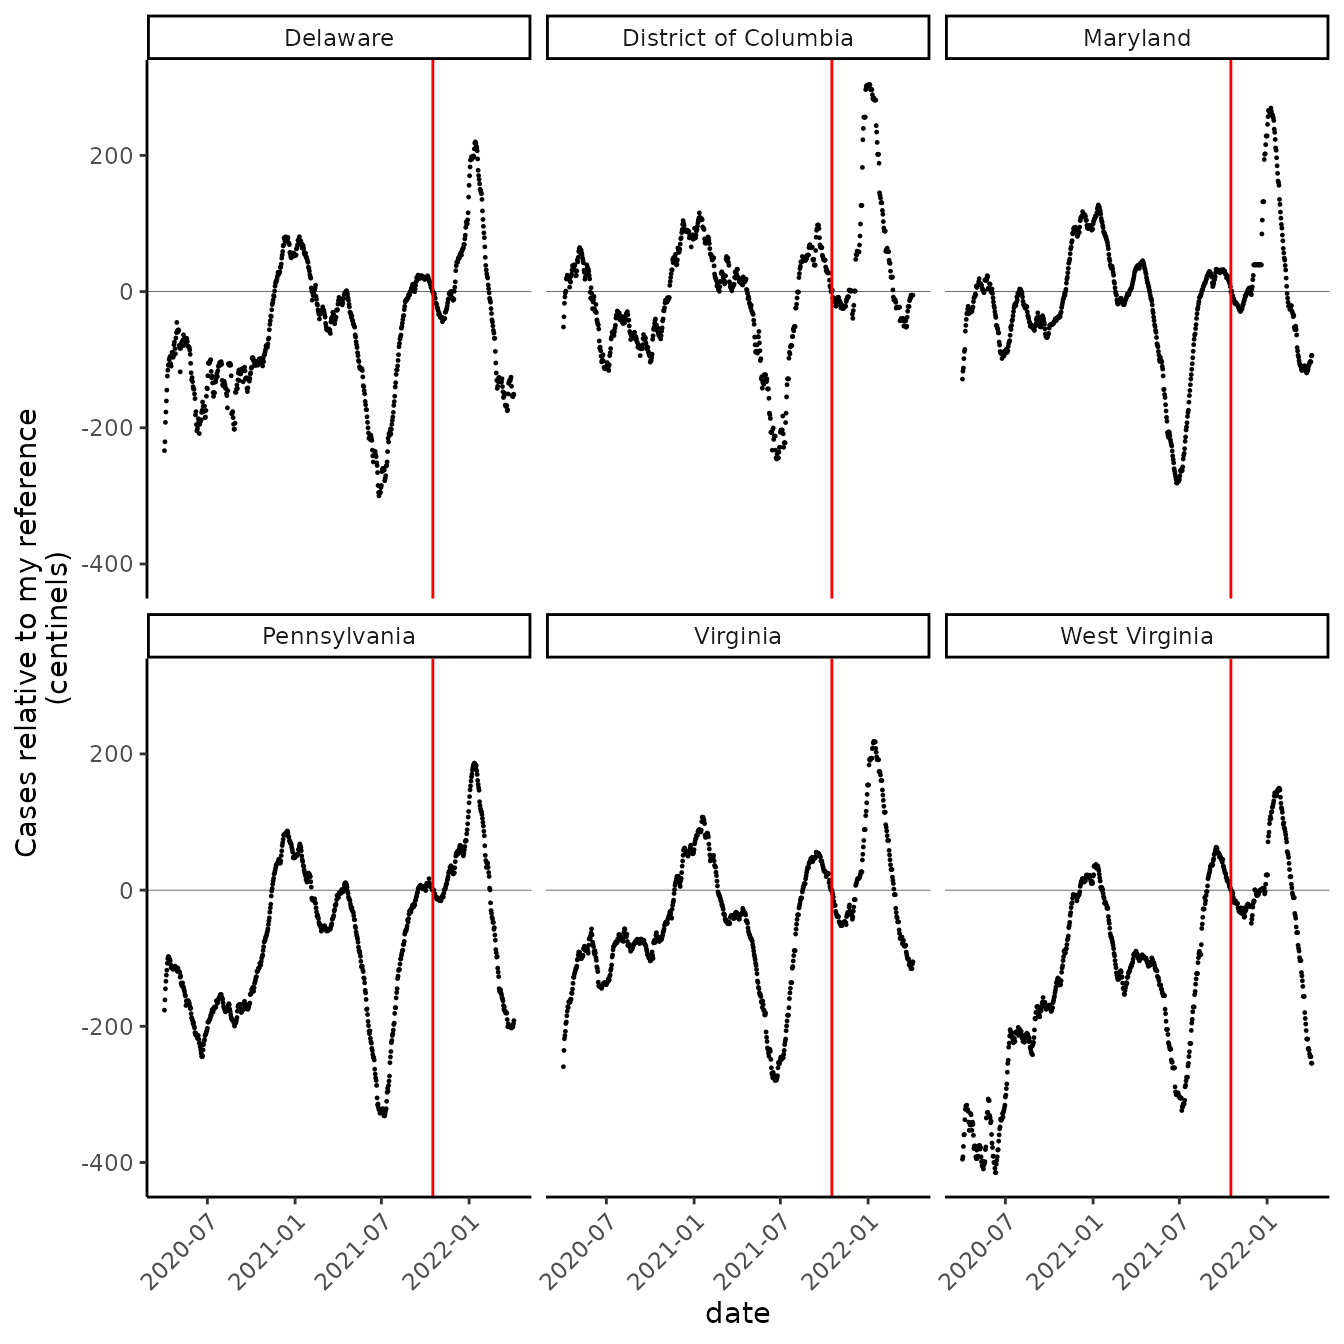 Delaware
District of Columbia
Maryland
200
0
-200
-400
Cases relative to my reference
(centinels)
Pennsylvania
Virginia
West Virginia
200
0
-200
-400
2020-07
2021-01
2021-07
2022-01
2020-07
2021-01
2021-07
2022-01
2020-07
2021-01
2021-07
2022-01
date